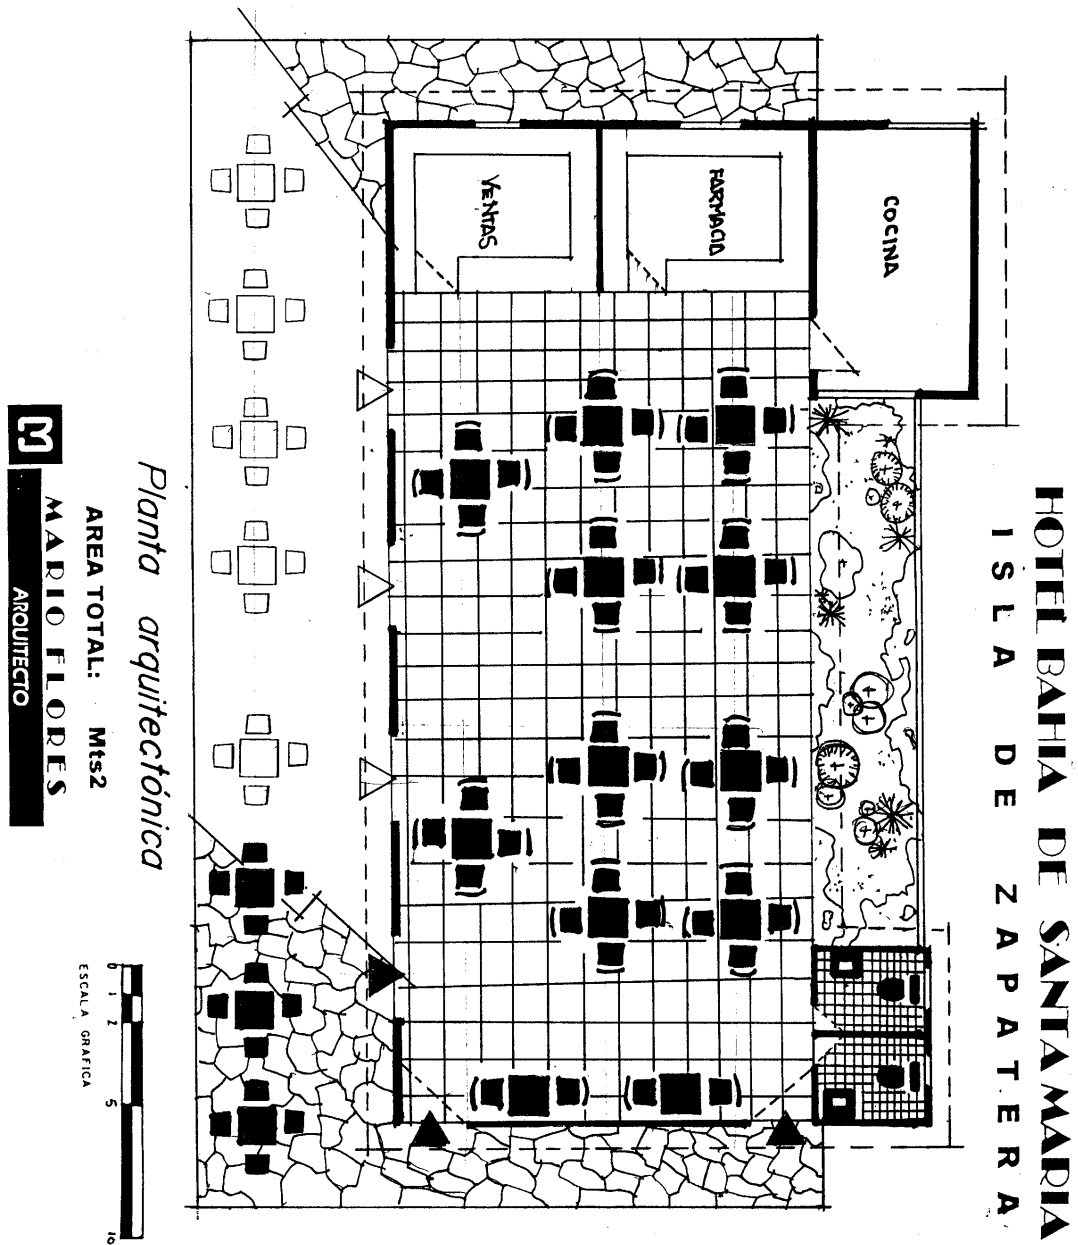 HOTEL BAHIA DE SANTA MARIA
ISLA DE ZAPATERA
COCINA
FARMACIA
VENTAS
Planta arquitectónica
AREA TOTAL: Mts2
MARIO FLORES
ARQUITECTO
M
0 1 2 5 10
ESCALA GRAFICA